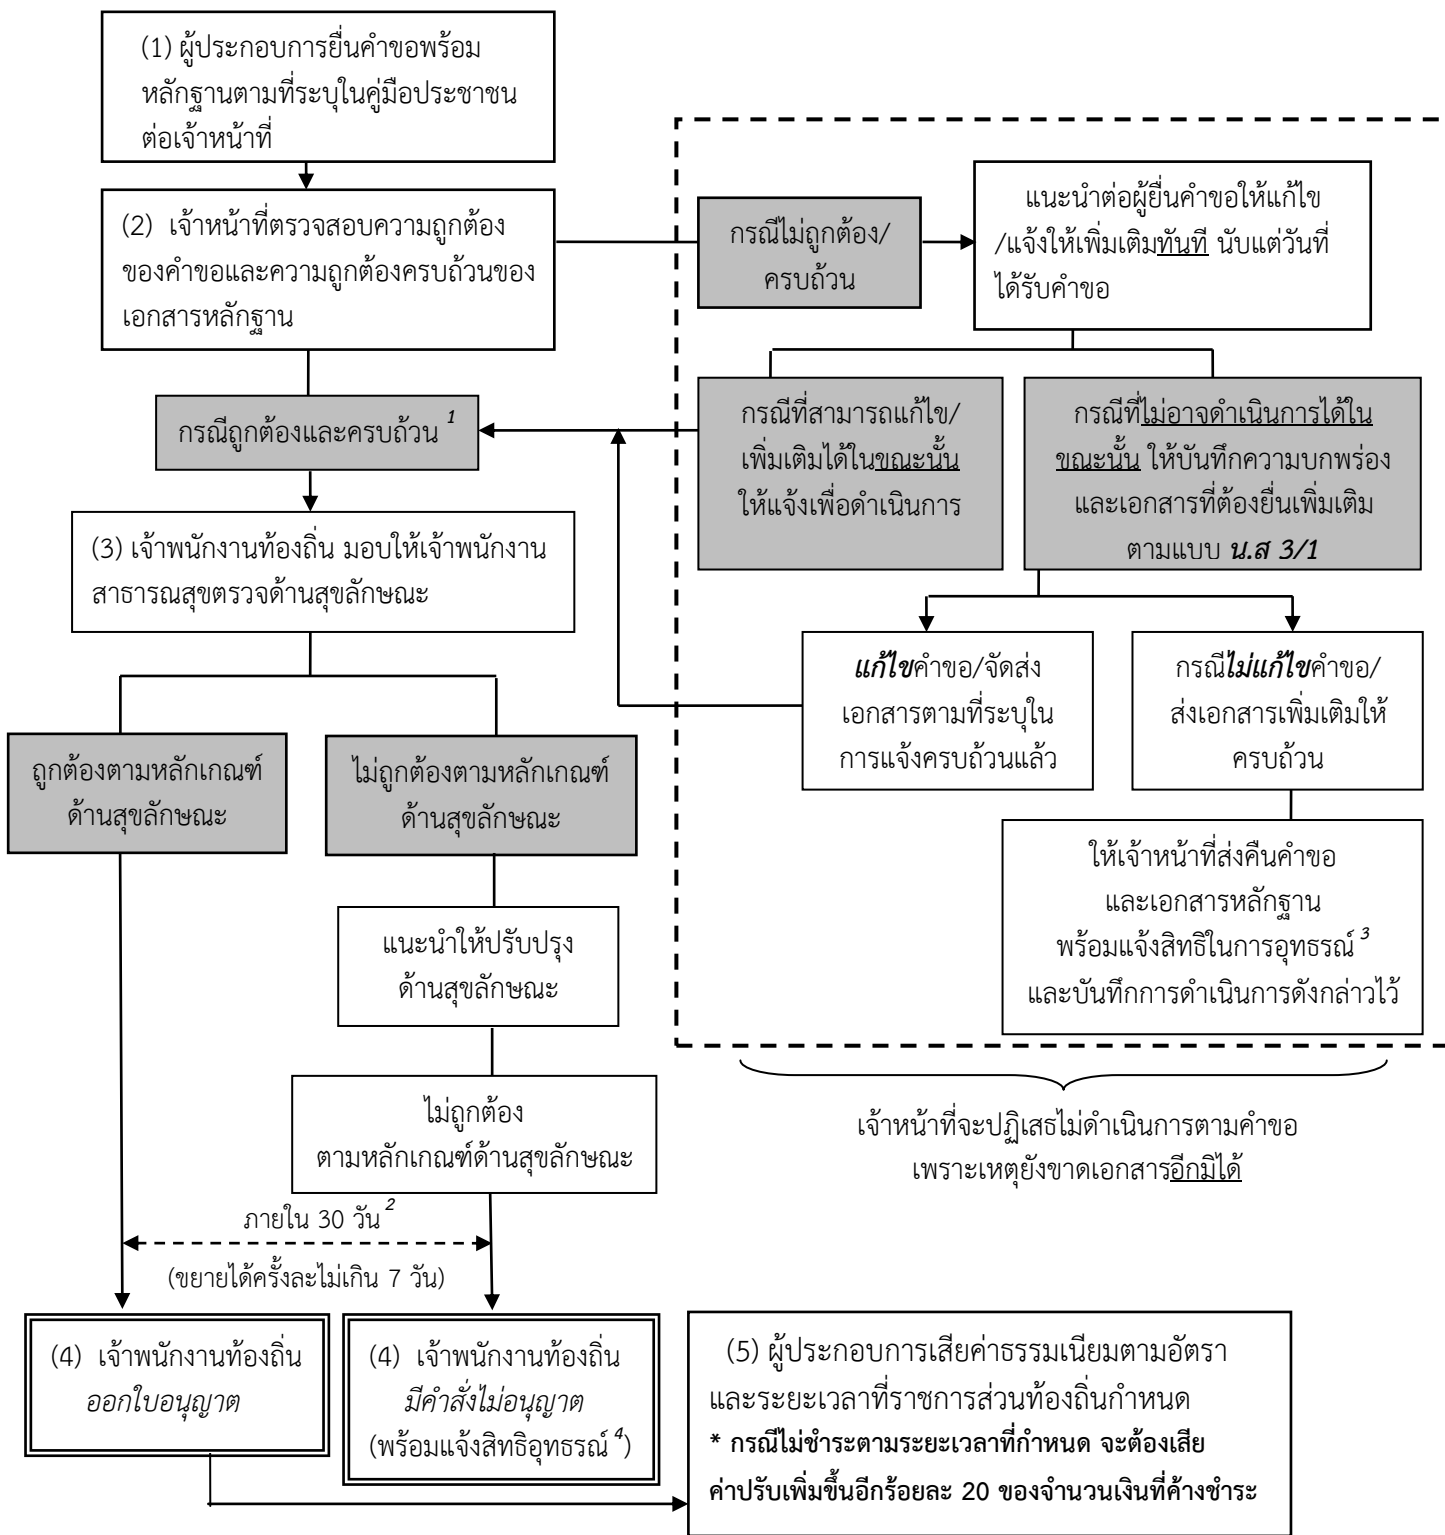 (1) ผู้ประกอบการยื่นคำขอพร้อม
หลักฐานตามที่ระบุในคู่มือประชาชน
ต่อเจ้าหน้าที่
(2) เจ้าหน้าที่ตรวจสอบความถูกต้อง
ของคำขอและความถูกต้องครบถ้วนของ
เอกสารหลักฐาน
กรณีไม่ถูกต้อง/
ครบถ้วน
แนะนำต่อผู้ยื่นคำขอให้แก้ไข
/แจ้งให้เพิ่มเติมทันที นับแต่วันที่
ได้รับคำขอ
กรณีถูกต้องและครบถ้วน 1
กรณีที่สามารถแก้ไข/
เพิ่มเติมได้ในขณะนั้น
ให้แจ้งเพื่อดำเนินการ
กรณีที่ไม่อาจดำเนินการได้ใน
ขณะนั้น ให้บันทึกความบกพร่อง
และเอกสารที่ต้องยื่นเพิ่มเติม
ตามแบบ น.ส 3/1
(3) เจ้าพนักงานท้องถิ่น มอบให้เจ้าพนักงาน
สาธารณสุขตรวจด้านสุขลักษณะ
แก้ไขคำขอ/จัดส่ง
เอกสารตามที่ระบุใน
การแจ้งครบถ้วนแล้ว
กรณีไม่แก้ไขคำขอ/
ส่งเอกสารเพิ่มเติมให้
ครบถ้วน
ถูกต้องตามหลักเกณฑ์
ด้านสุขลักษณะ
ไม่ถูกต้องตามหลักเกณฑ์
ด้านสุขลักษณะ
ให้เจ้าหน้าที่ส่งคืนคำขอ
และเอกสารหลักฐาน
พร้อมแจ้งสิทธิในการอุทธรณ์ 3
และบันทึกการดำเนินการดังกล่าวไว้
แนะนำให้ปรับปรุง
ด้านสุขลักษณะ
ไม่ถูกต้อง
ตามหลักเกณฑ์ด้านสุขลักษณะ
เจ้าหน้าที่จะปฏิเสธไม่ดำเนินการตามคำขอ
เพราะเหตุยังขาดเอกสารอีกมิได้
ภายใน 30 วัน 2
(ขยายได้ครั้งละไม่เกิน 7 วัน)
(4) เจ้าพนักงานท้องถิ่น
ออกใบอนุญาต
(4) เจ้าพนักงานท้องถิ่น
มีคำสั่งไม่อนุญาต
(พร้อมแจ้งสิทธิอุทธรณ์ 4)
(5) ผู้ประกอบการเสียค่าธรรมเนียมตามอัตรา
และระยะเวลาที่ราชการส่วนท้องถิ่นกำหนด
* กรณีไม่ชำระตามระยะเวลาที่กำหนด จะต้องเสีย
ค่าปรับเพิ่มขึ้นอีกร้อยละ 20 ของจำนวนเงินที่ค้างชำระ